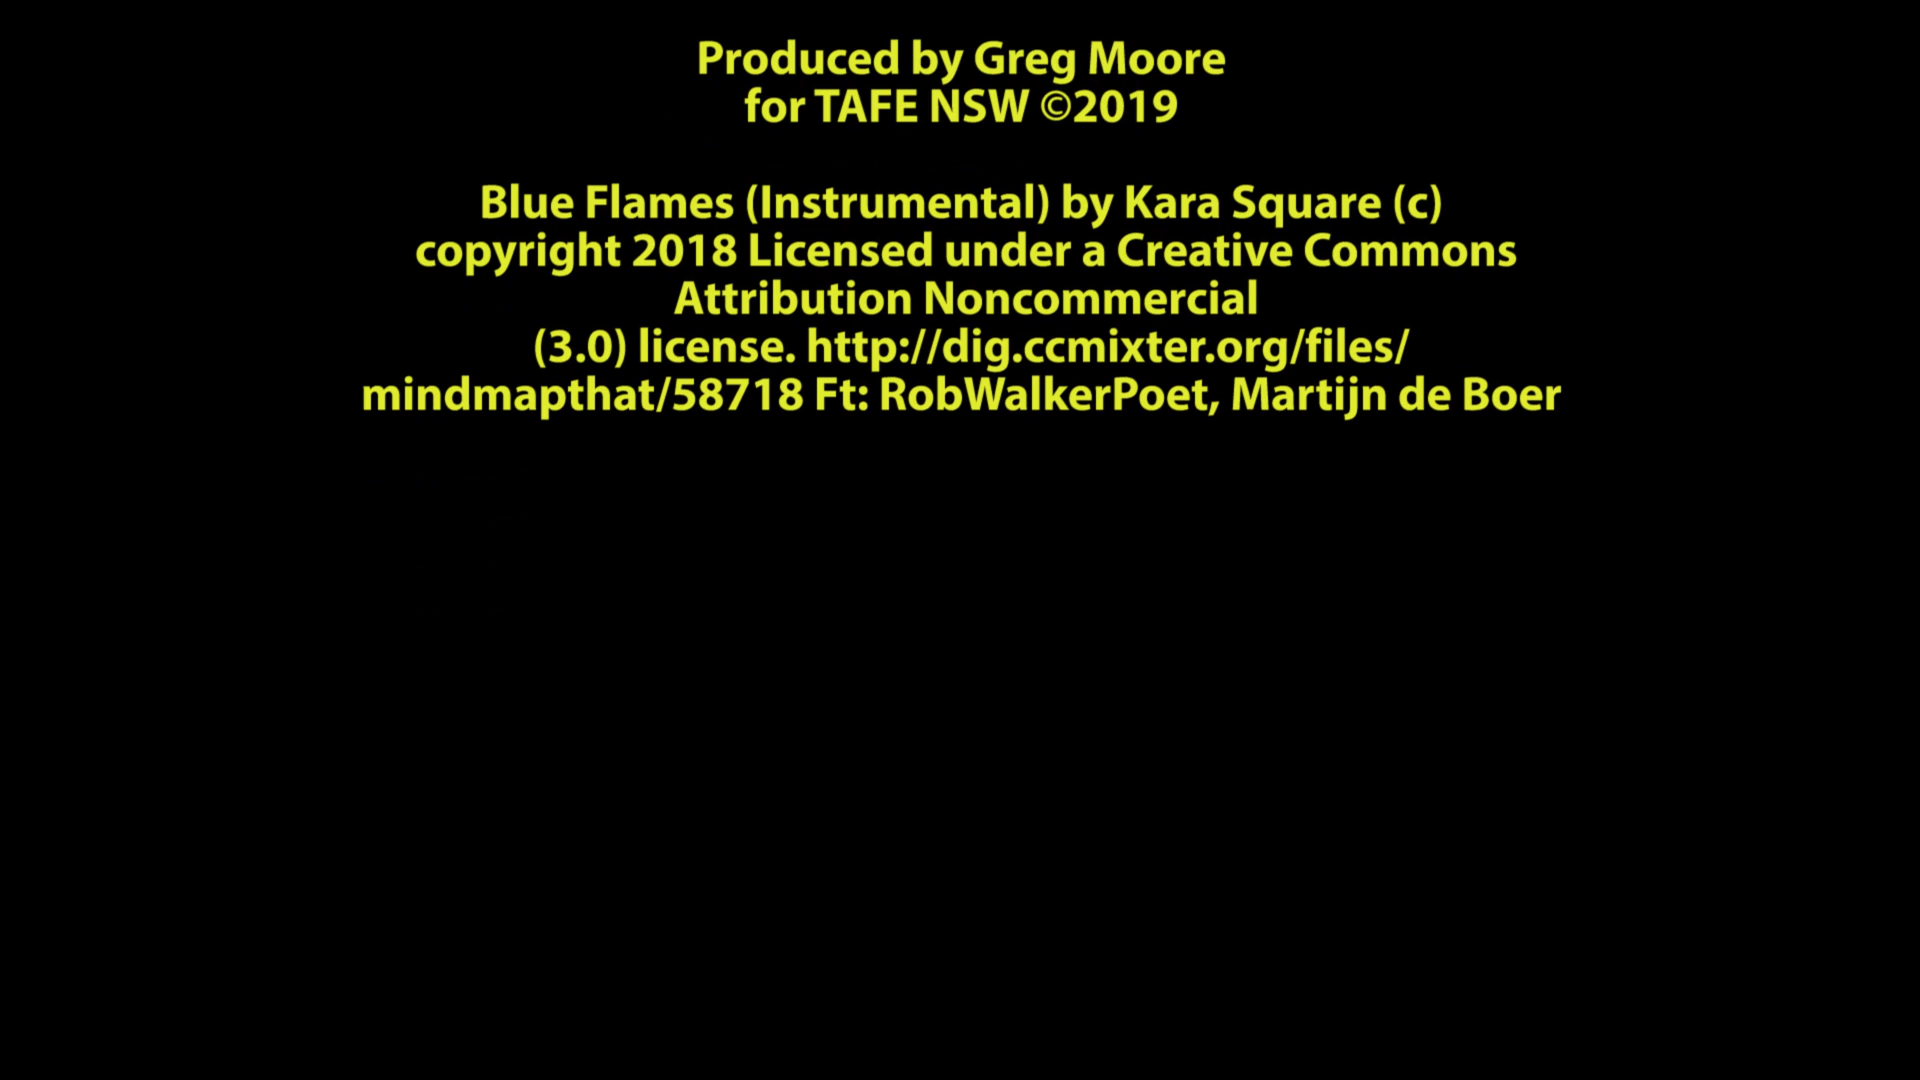 Produced by Greg Moore
for TAFE NSW ©2019
Blue Flames (Instrumental) by Kara Square (c)
copyright 2018 Licensed under a Creative Commons
Attribution Noncommercial
(3.0) license. http://dig.ccmixter.org/files/
mindmapthat/58718 Ft: RobWalkerPoet, Martijn de Boer